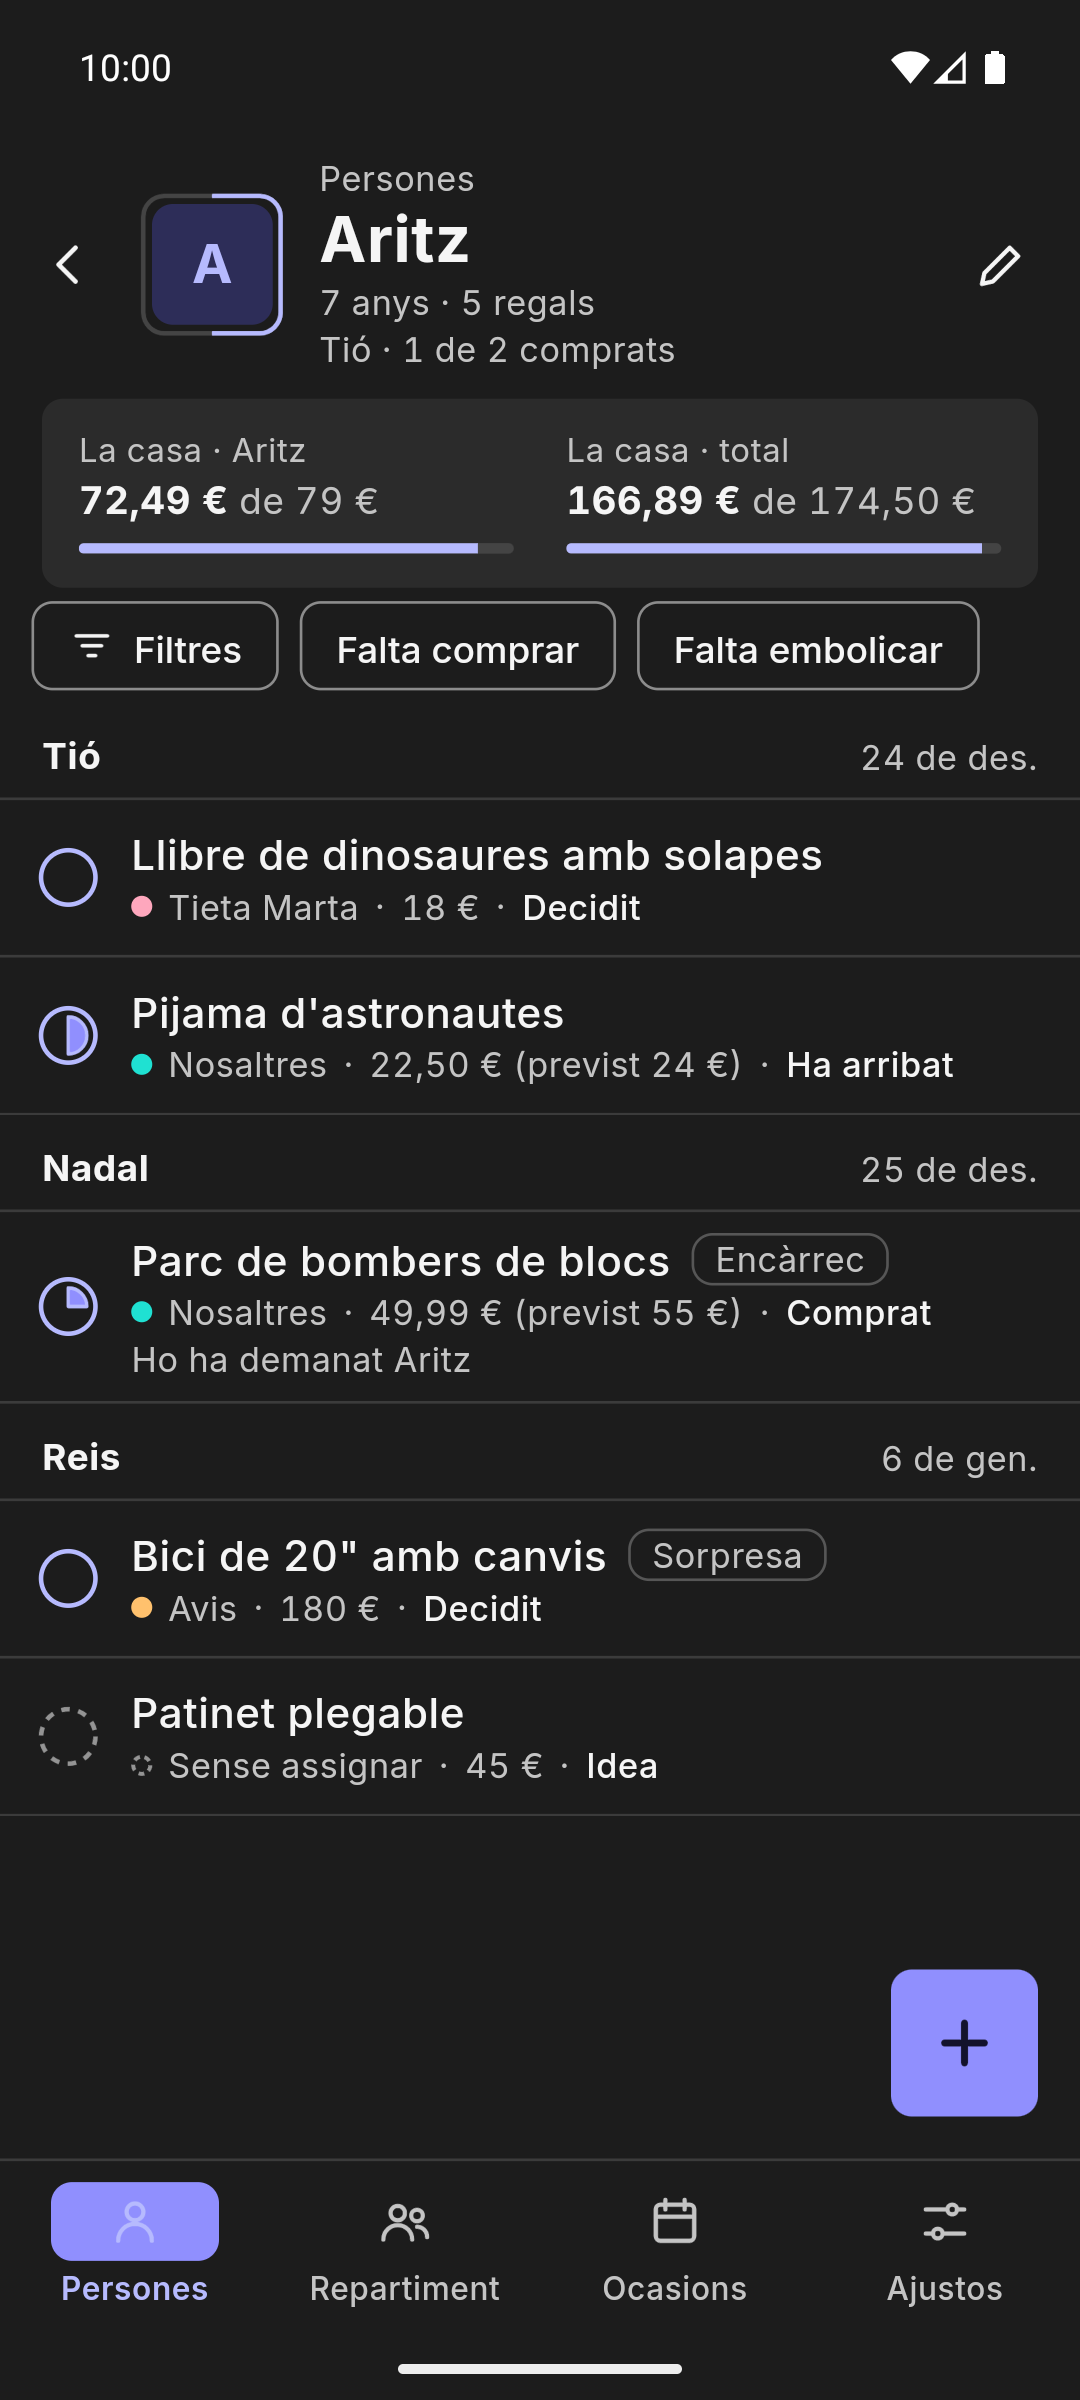 10:00
Persones
A
Aritz
7 anys · 5 regals
Tió · 1 de 2 comprats
La casa · Aritz
72,49 € de 79 €
La casa · total
166,89 € de 174,50 €
Filtres
Falta comprar
Falta embolicar
Tió
24 de des.
Llibre de dinosaures amb solapes
Tieta Marta · 18 € · Decidit
Pijama d'astronautes
Nosaltres · 22,50 € (previst 24 €) · Ha arribat
Nadal
25 de des.
Parc de bombers de blocs
Encàrrec
Nosaltres · 49,99 € (previst 55 €) · Comprat
Ho ha demanat Aritz
Reis
6 de gen.
Bici de 20" amb canvis
Sorpresa
Avis · 180 € · Decidit
Patinet plegable
Sense assignar · 45 € · Idea
Persones
Repartiment
Ocasions
Ajustos